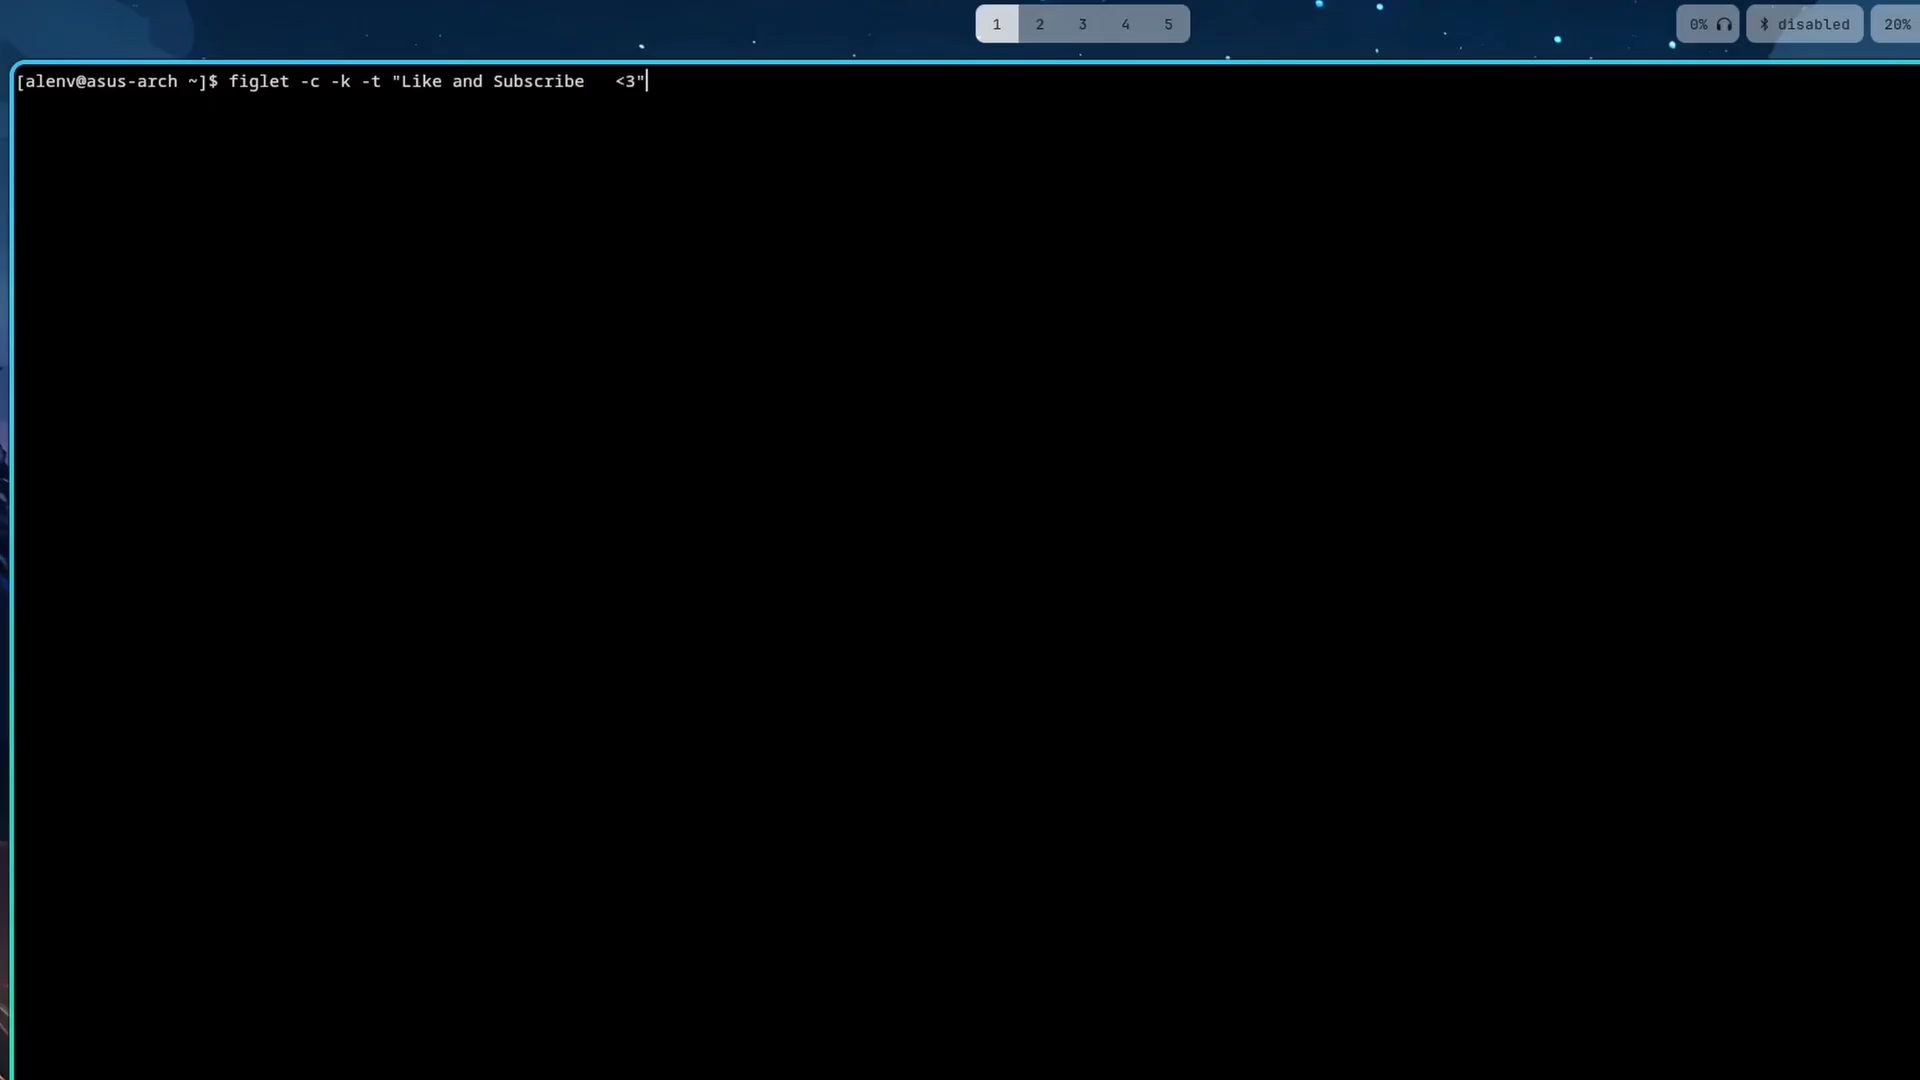 1 2 3 4 5
0% disabled 20%
[alenv@asus-arch ~]$ figlet -c -k -t "Like and Subscribe   <3"